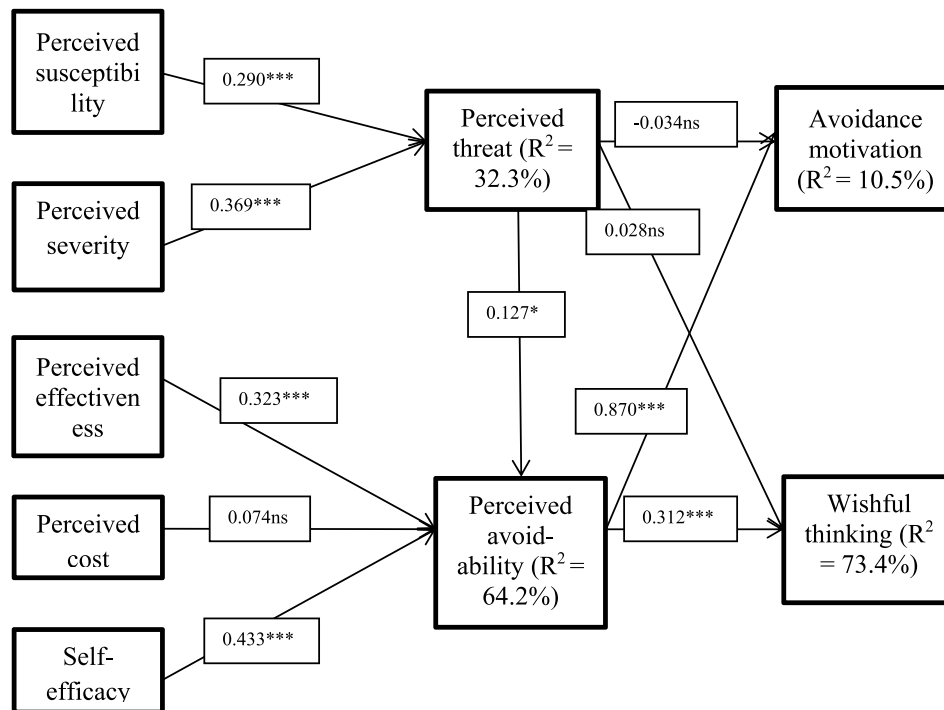 Perceived
susceptibi
lity
0.290***
Perceived
threat (R² =
32.3%)
-0.034ns
Avoidance
motivation
(R² = 10.5%)
Perceived
severity
0.369***
0.028ns
0.127*
Perceived
effectiven
ess
0.323***
0.870***
Perceived
cost
0.074ns
Perceived
avoid-
ability (R² =
64.2%)
0.312***
Wishful
thinking (R²
= 73.4%)
Self-
efficacy
0.433***